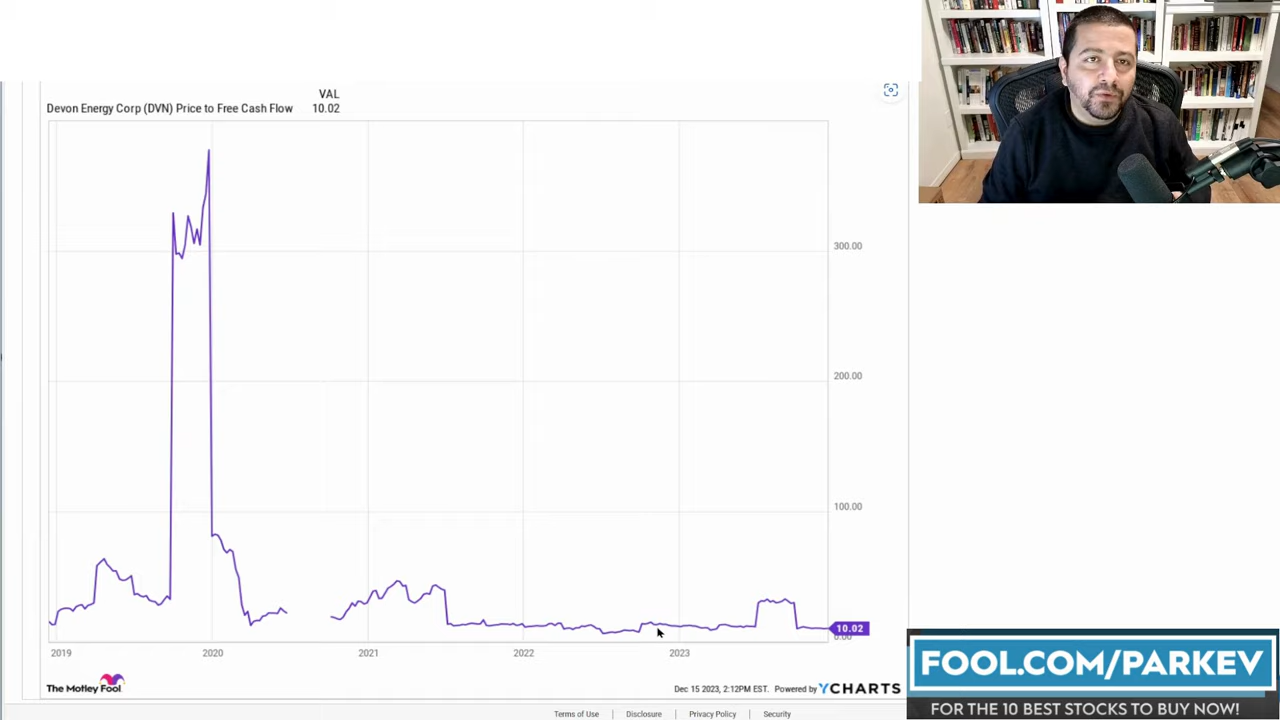 VAL
Devon Energy Corp (DVN) Price to Free Cash Flow 10.02
300.00
200.00
100.00
10.02
0.00
2019 2020 2021 2022 2023
The Motley Fool
Dec 15 2023, 2:12PM EST. Powered by YCHARTS
Terms of Use Disclosure Privacy Policy Security
FOOL.COM/PARKEV
FOR THE 10 BEST STOCKS TO BUY NOW!